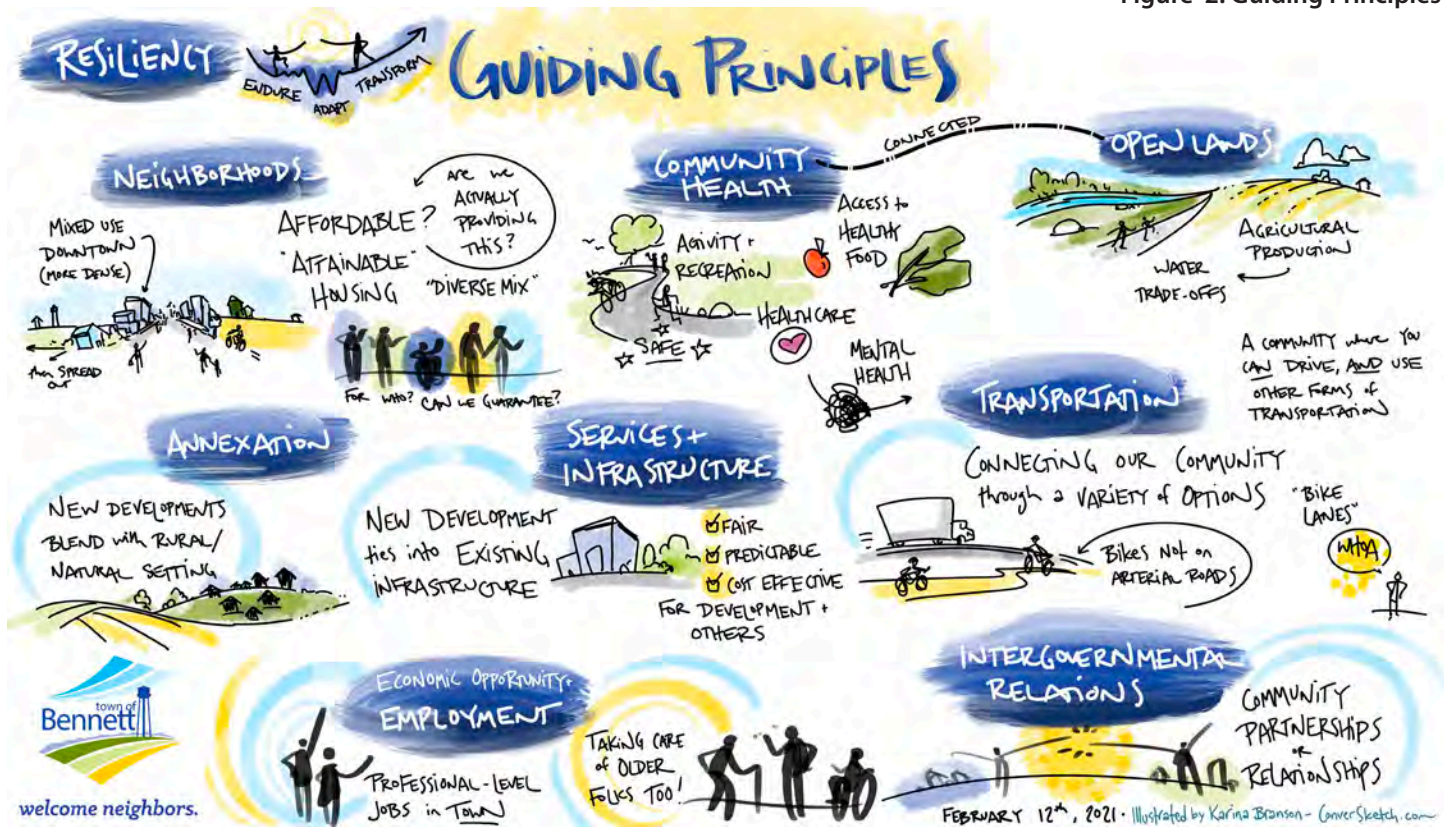 Figure 2. Guiding Principles
RESILIENCY
ENDURE
ADAPT
TRANSFORM
GUIDING PRINCIPLES
NEIGHBORHOODS
MIXED USE
DOWNTOWN
(MORE DENSE)
then SPREAD
OUT
AFFORDABLE?
"ATTAINABLE"
HOUSING
Are we
ACTUALLY
PROVIDING
THIS?
"DIVERSE MIX"
FOR WHO? CAN WE GUARANTEE?
COMMUNITY
HEALTH
CONNECTED
ACTIVITY +
RECREATION
SAFE
ACCESS to
HEALTHY
FOOD
HEALTHCARE
MENTAL
HEALTH
OPEN LANDS
AGRICULTURAL
PRODUCTION
WATER
TRADE-OFFS
ANNEXATION
NEW DEVELOPMENTS
BLEND with RURAL/
NATURAL SETTING
SERVICES +
INFRASTRUCTURE
NEW DEVELOPMENT
ties into EXISTING
INFRASTRUCTURE
FAIR
PREDICTABLE
COST EFFECTIVE
FOR DEVELOPMENT +
OTHERS
TRANSPORTATION
A COMMUNITY where YOU
CAN DRIVE, AND USE
OTHER FORMS of
TRANSPORTATION
CONNECTING OUR COMMUNITY
through a VARIETY of OPTIONS
Bikes Not on
ARTERIAL ROADS
"BIKE
LANES"
WHOA
town of
Bennett
welcome neighbors.
ECONOMIC OPPORTUNITY +
EMPLOYMENT
PROFESSIONAL-LEVEL
JOBS in TOWN
TAKING CARE
of OLDER
FOLKS TOO!
INTERGOVERNMENTAL
RELATIONS
COMMUNITY
PARTNERSHIPS
or
RELATIONSHIPS
FEBRUARY 12th, 2021 · Illustrated by Karina Branson - ConverSketch.com